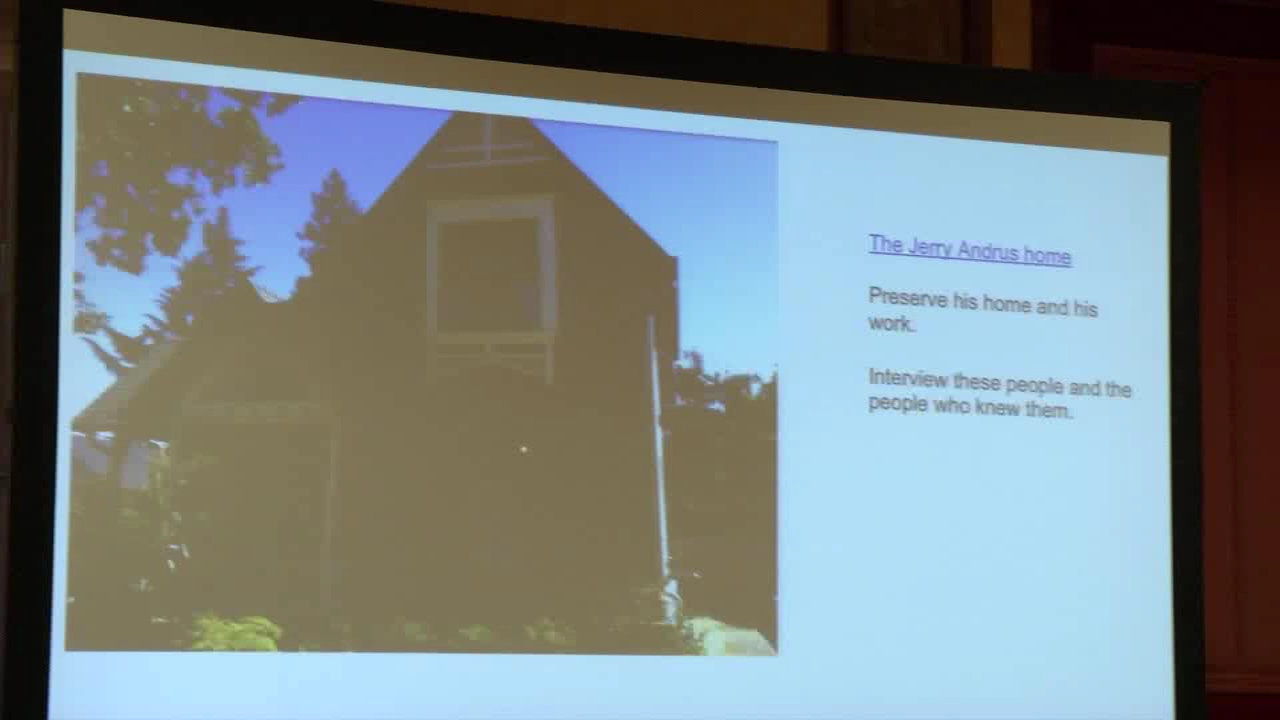 The Jerry Andrus home
Preserve his home and his
work.
Interview these people and the
people who knew them.